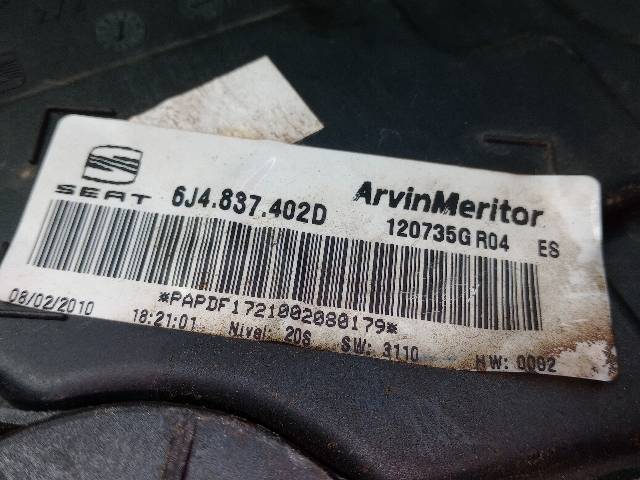 SEAT
6J4.837.402D
ArvinMeritor
120735G R04 ES
*PAPDF1721002080179*
08/02/2010 18:21:01 Nivel: 20S SW: 3110 HW: 0002